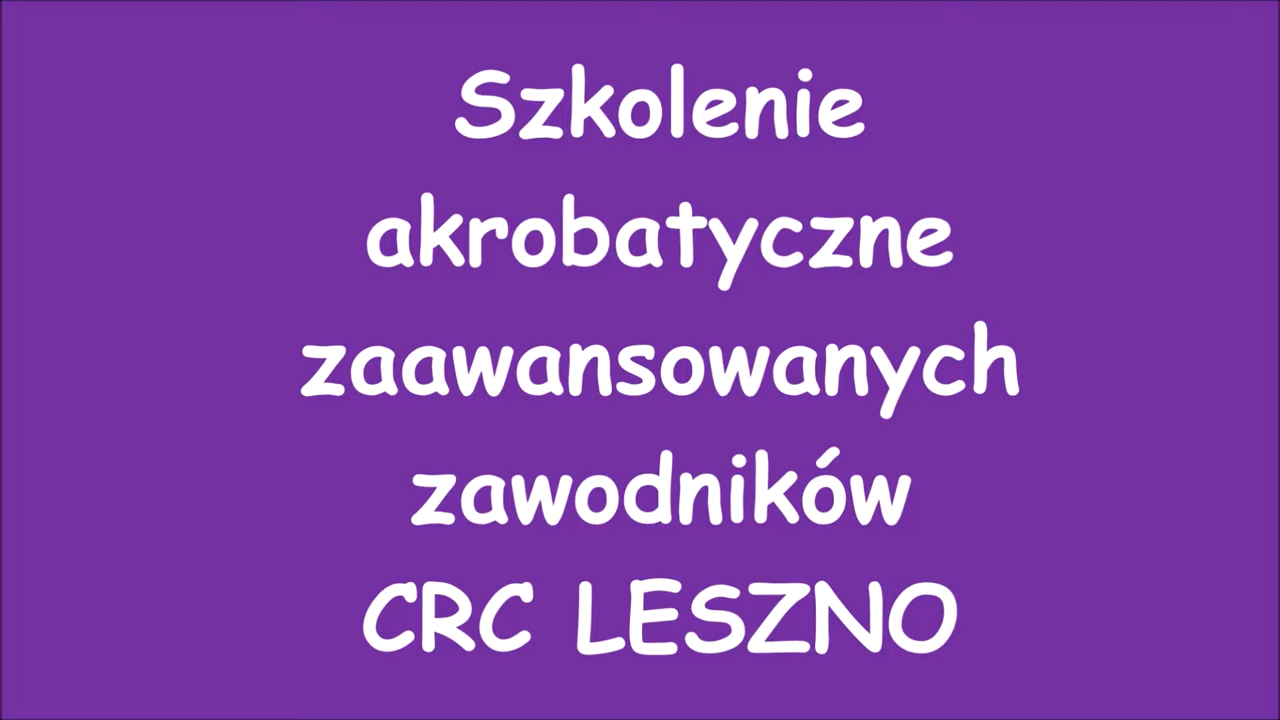 Szkolenie
akrobatyczne
zaawansowanych
zawodników
CRC LESZNO